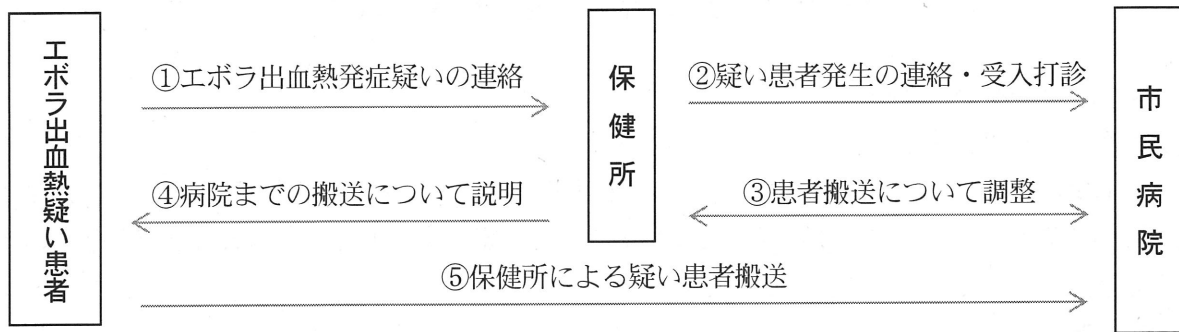 エボラ出血熱疑い患者
①エボラ出血熱発症疑いの連絡
保健所
②疑い患者発生の連絡・受入打診
市民病院
④病院までの搬送について説明
③患者搬送について調整
⑤保健所による疑い患者搬送